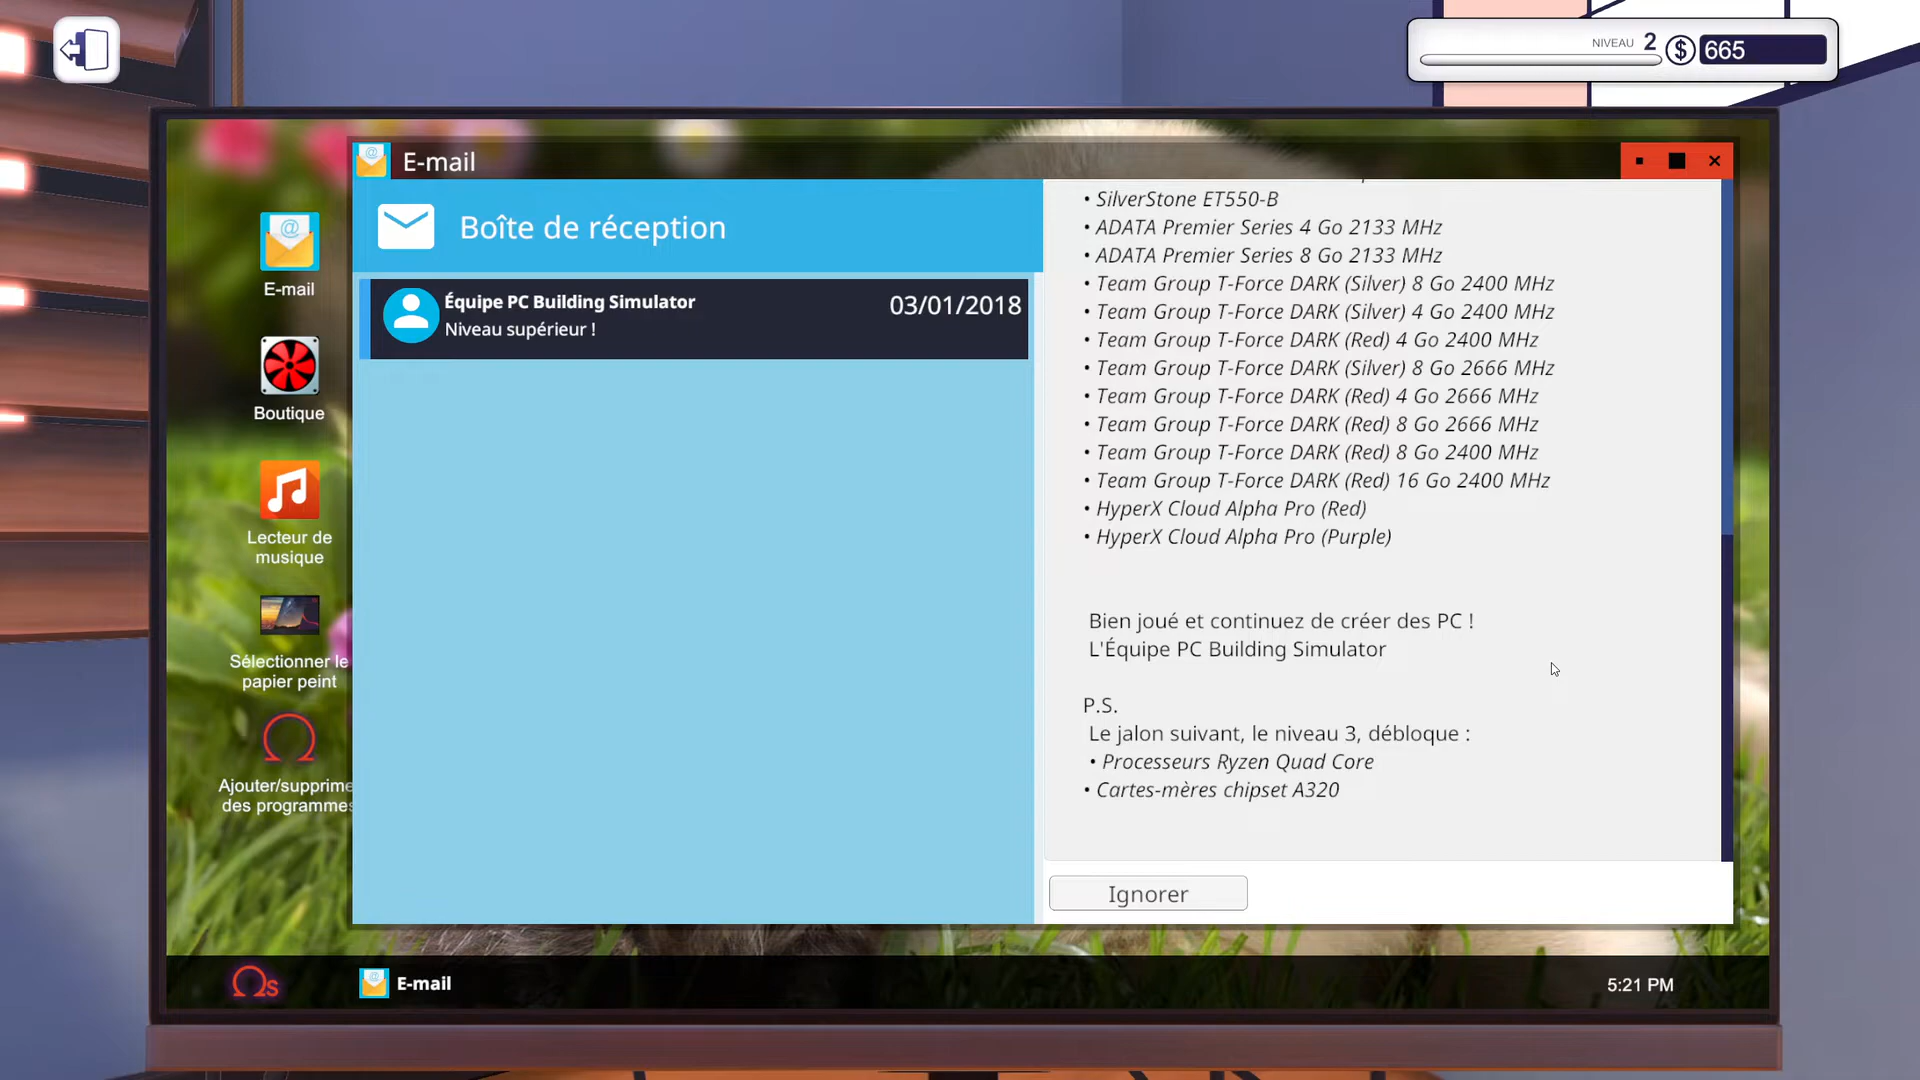 NIVEAU 2 $ 665
E-mail
Boîte de réception
Équipe PC Building Simulator
03/01/2018
Niveau supérieur !
• SilverStone ET550-B
• ADATA Premier Series 4 Go 2133 MHz
• ADATA Premier Series 8 Go 2133 MHz
• Team Group T-Force DARK (Silver) 8 Go 2400 MHz
• Team Group T-Force DARK (Silver) 4 Go 2400 MHz
• Team Group T-Force DARK (Red) 4 Go 2400 MHz
• Team Group T-Force DARK (Silver) 8 Go 2666 MHz
• Team Group T-Force DARK (Red) 4 Go 2666 MHz
• Team Group T-Force DARK (Red) 8 Go 2666 MHz
• Team Group T-Force DARK (Red) 8 Go 2400 MHz
• Team Group T-Force DARK (Red) 16 Go 2400 MHz
• HyperX Cloud Alpha Pro (Red)
• HyperX Cloud Alpha Pro (Purple)
Bien joué et continuez de créer des PC !
L'Équipe PC Building Simulator
P.S.
Le jalon suivant, le niveau 3, débloque :
• Processeurs Ryzen Quad Core
• Cartes-mères chipset A320
Ignorer
E-mail
Boutique
Lecteur de
musique
Sélectionner le
papier peint
Ajouter/supprime
des programmes
Ωs
E-mail
5:21 PM